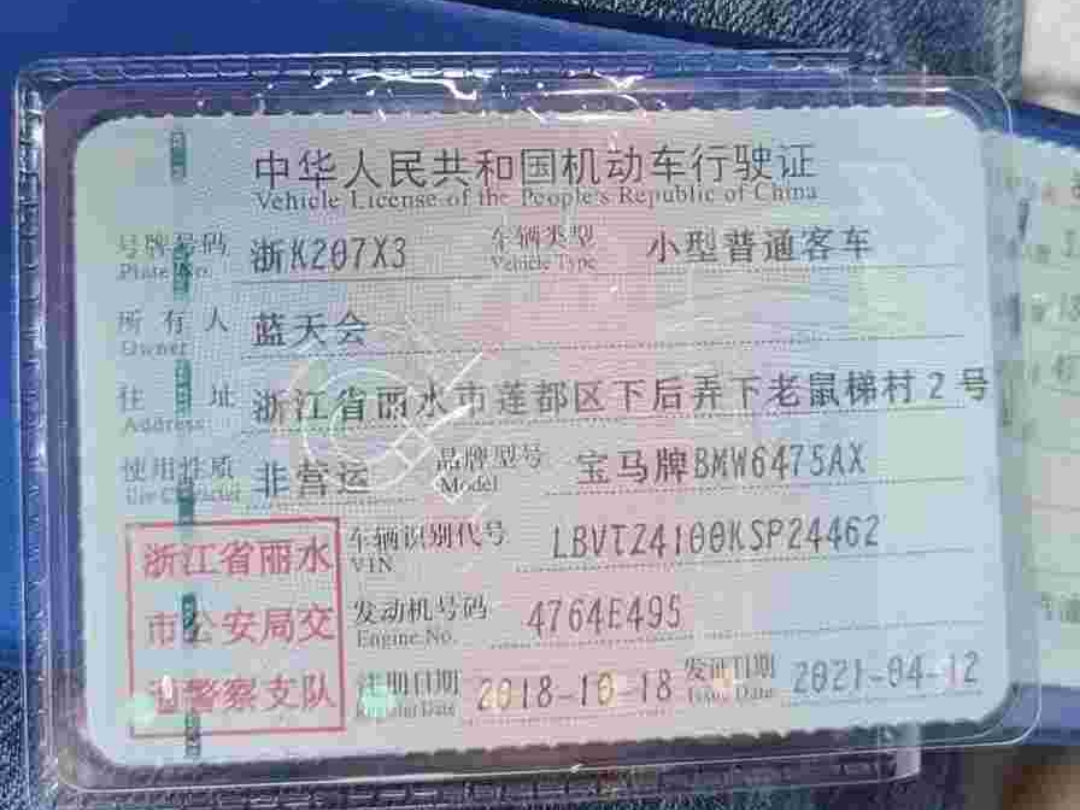 中华人民共和国机动车行驶证
Vehicle License of the People's Republic of China
号牌号码 浙K207X3 车辆类型 小型普通客车
Plate No. Vehicle Type
所有人 蓝天会
Owner
住址 浙江省丽水市莲都区下后弄下老鼠梯村2号
Address
使用性质 非营运 品牌型号 宝马牌BMW6475AX
Use Character Model
车辆识别代号 LBVTZ4100KSP24462
VIN
发动机号码 4764E495
Engine No.
注册日期 2018-10-18 发证日期 2021-04-12
Register Date Issue Date
浙江省丽水
市公安局交
通警察支队